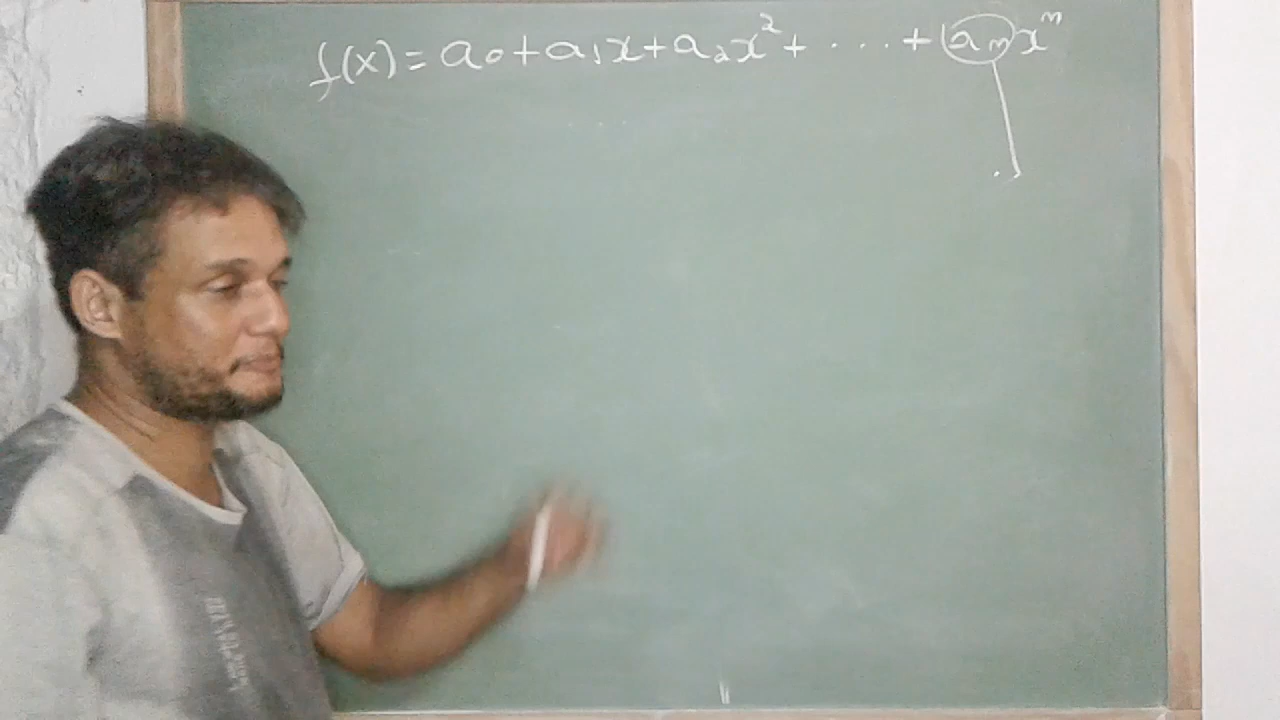 f(x) = a₀ + a₁x + a₂x² + .... + aₙxⁿ